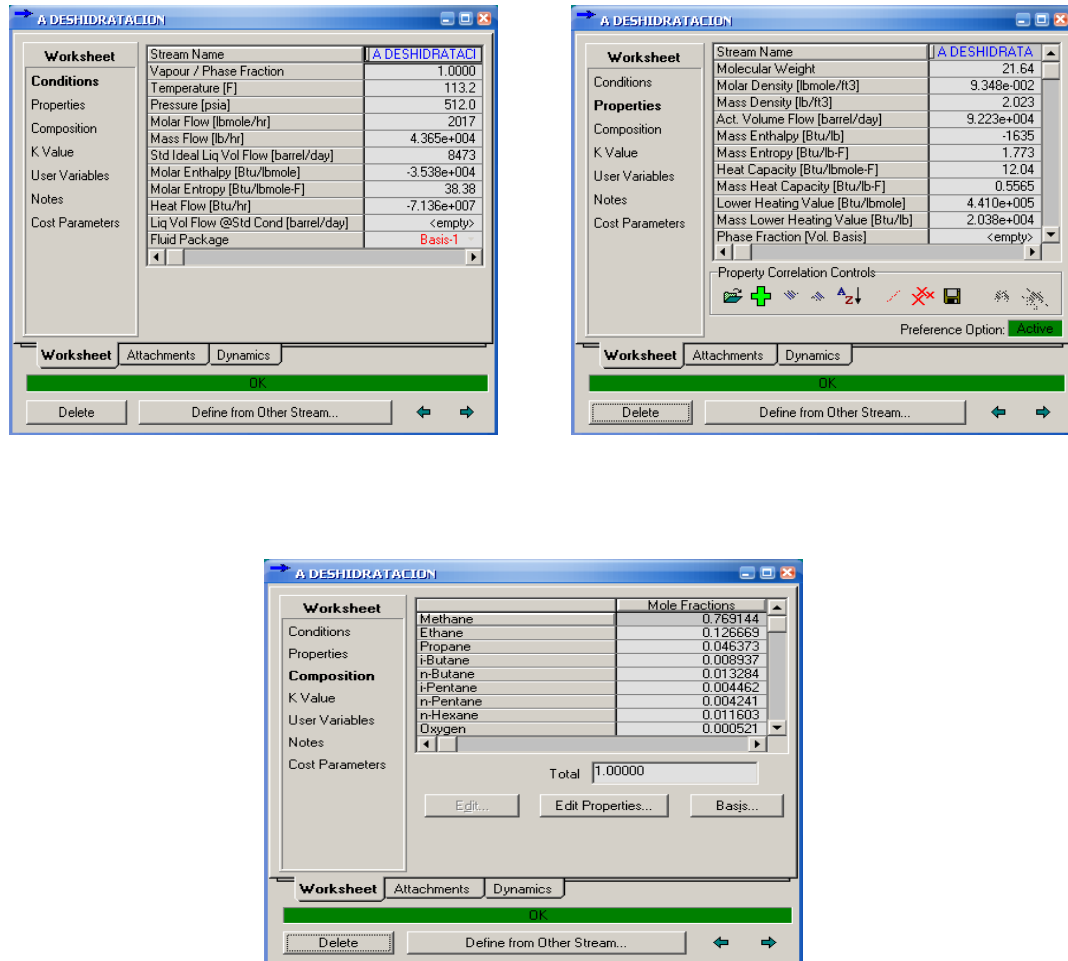 A DESHIDRATACION
Worksheet
Conditions
Properties
Composition
K Value
User Variables
Notes
Cost Parameters
Stream Name A DESHIDRATACI
Vapour / Phase Fraction 1.0000
Temperature [F] 113.2
Pressure [psia] 512.0
Molar Flow [lbmole/hr] 2017
Mass Flow [lb/hr] 4.365e+004
Std Ideal Liq Vol Flow [barrel/day] 8473
Molar Enthalpy [Btu/lbmole] -3.538e+004
Molar Entropy [Btu/lbmole-F] 38.38
Heat Flow [Btu/hr] -7.136e+007
Liq Vol Flow @Std Cond [barrel/day] <empty>
Fluid Package Basis-1
Worksheet Attachments Dynamics
OK
Delete Define from Other Stream...
A DESHIDRATACION
Worksheet
Conditions
Properties
Composition
K Value
User Variables
Notes
Cost Parameters
Stream Name A DESHIDRATA
Molecular Weight 21.64
Molar Density [lbmole/ft3] 9.348e-002
Mass Density [lb/ft3] 2.023
Act. Volume Flow [barrel/day] 9.223e+004
Mass Enthalpy [Btu/lb] -1635
Mass Entropy [Btu/lb-F] 1.773
Heat Capacity [Btu/lbmole-F] 12.04
Mass Heat Capacity [Btu/lb-F] 0.5565
Lower Heating Value [Btu/lbmole] 4.410e+005
Mass Lower Heating Value [Btu/lb] 2.038e+004
Phase Fraction [Vol. Basis] <empty>
Property Correlation Controls
Preference Option: Active
Worksheet Attachments Dynamics
OK
Delete Define from Other Stream...
A DESHIDRATACION
Worksheet
Conditions
Properties
Composition
K Value
User Variables
Notes
Cost Parameters
Mole Fractions
Methane 0.769144
Ethane 0.126669
Propane 0.046373
i-Butane 0.008937
n-Butane 0.013284
i-Pentane 0.004462
n-Pentane 0.004241
n-Hexane 0.011603
Oxygen 0.000521
Total 1.00000
Edit... Edit Properties... Basis...
Worksheet Attachments Dynamics
OK
Delete Define from Other Stream...